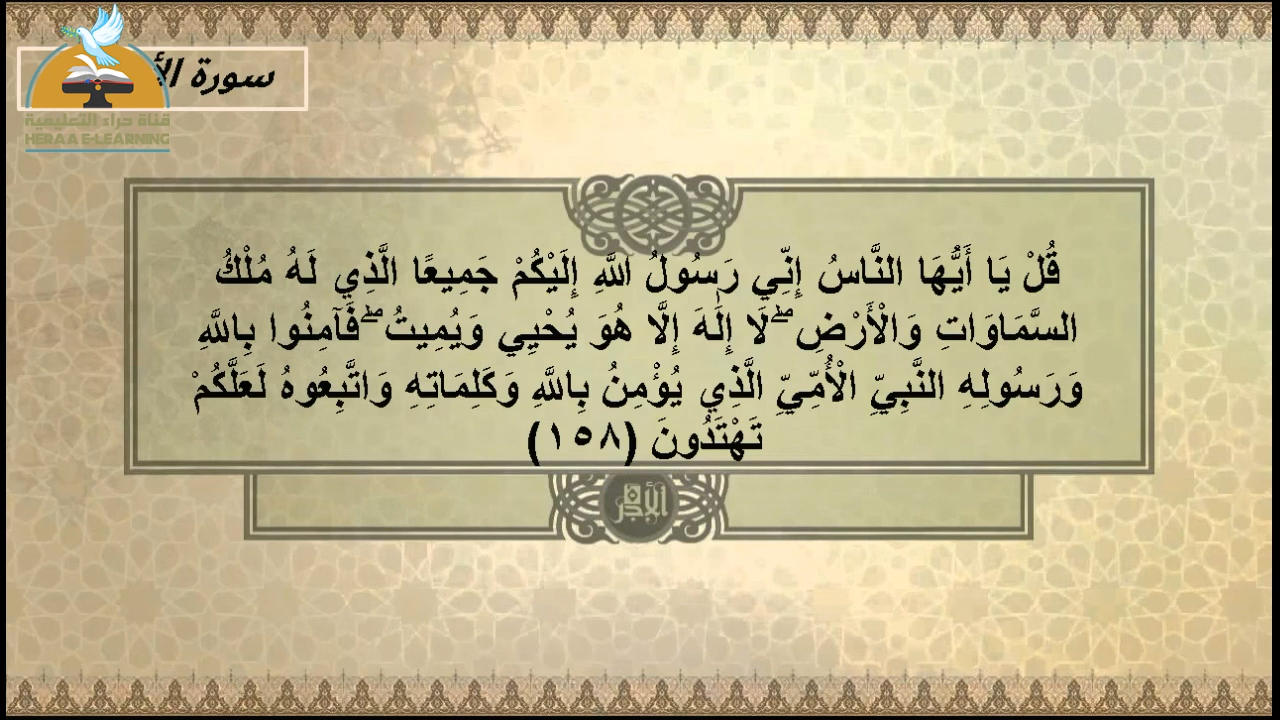 سورة
قناة حراء التعليمية
HERAA E-LEARNING
قُلْ يَا أَيُّهَا النَّاسُ إِنِّي رَسُولُ اللَّهِ إِلَيْكُمْ جَمِيعًا الَّذِي لَهُ مُلْكُ
السَّمَاوَاتِ وَالْأَرْضِ ۖ لَا إِلَٰهَ إِلَّا هُوَ يُحْيِي وَيُمِيتُ ۖ فَآمِنُوا بِاللَّهِ
وَرَسُولِهِ النَّبِيِّ الْأُمِّيِّ الَّذِي يُؤْمِنُ بِاللَّهِ وَكَلِمَاتِهِ وَاتَّبِعُوهُ لَعَلَّكُمْ
تَهْتَدُونَ (١٥٨)